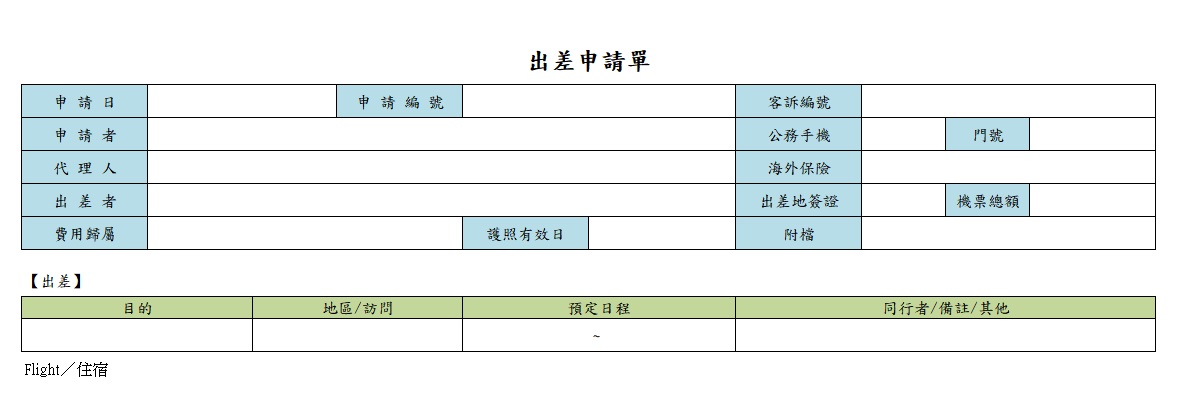 出差申請單
申請日 申請編號 客訴編號
申請者 公務手機 門號
代理人 海外保險
出差者 出差地簽證 機票總額
費用歸屬 護照有效日 附檔
【出差】
目的 地區/訪問 預定日程 同行者/備註/其他
~
Flight／住宿